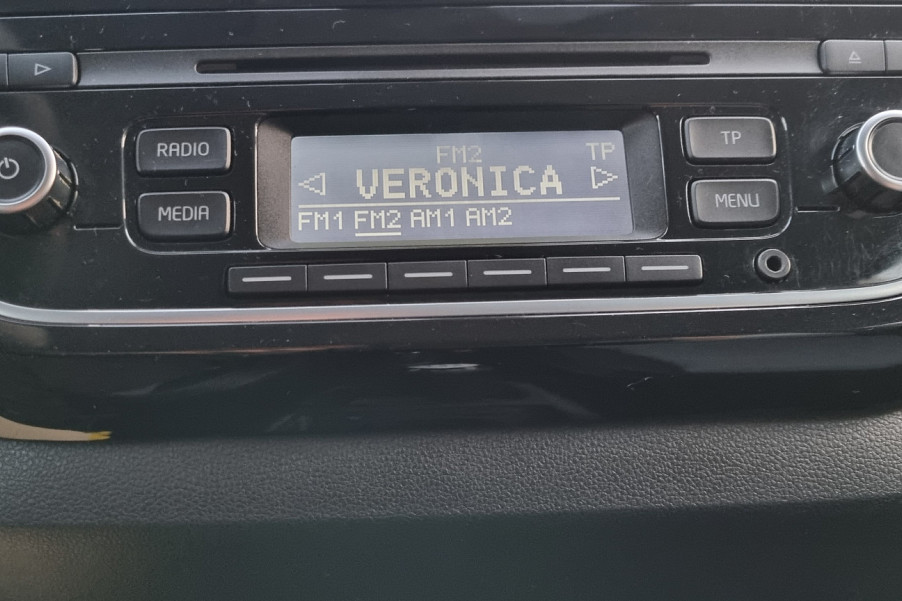 RADIO
MEDIA
FM2 TP
VERONICA
FM1 FM2 AM1 AM2
TP
MENU